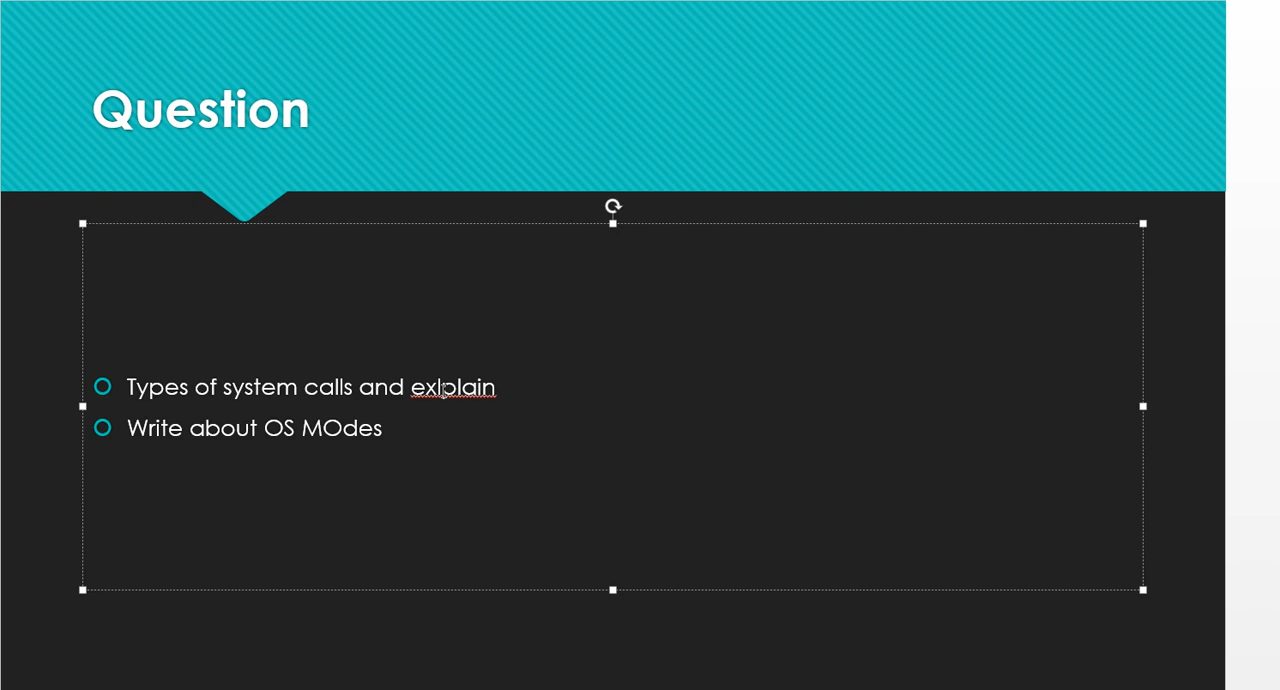 Question
Types of system calls and exlplain
Write about OS MOdes